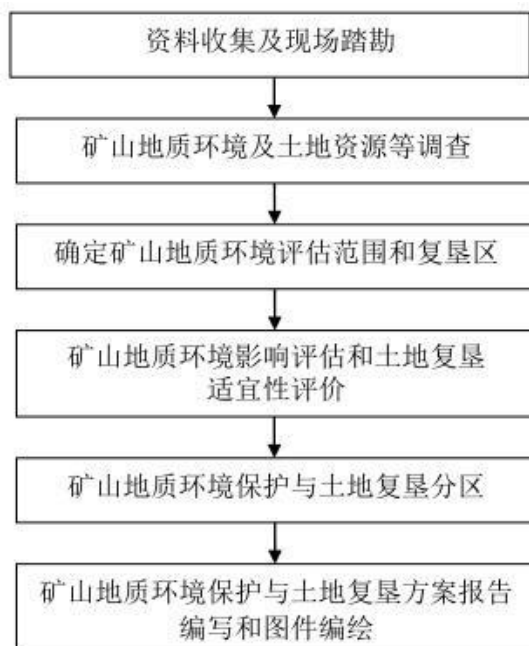 资料收集及现场踏勘
矿山地质环境及土地资源等调查
确定矿山地质环境评估范围和复垦区
矿山地质环境影响评估和土地复垦
适宜性评价
矿山地质环境保护与土地复垦分区
矿山地质环境保护与土地复垦方案报告
编写和图件编绘